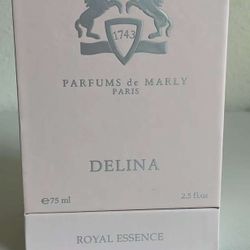 1743
PARFUMS de MARLY
PARIS
DELINA
℮75 ml 2.5 fl.oz
ROYAL ESSENCE